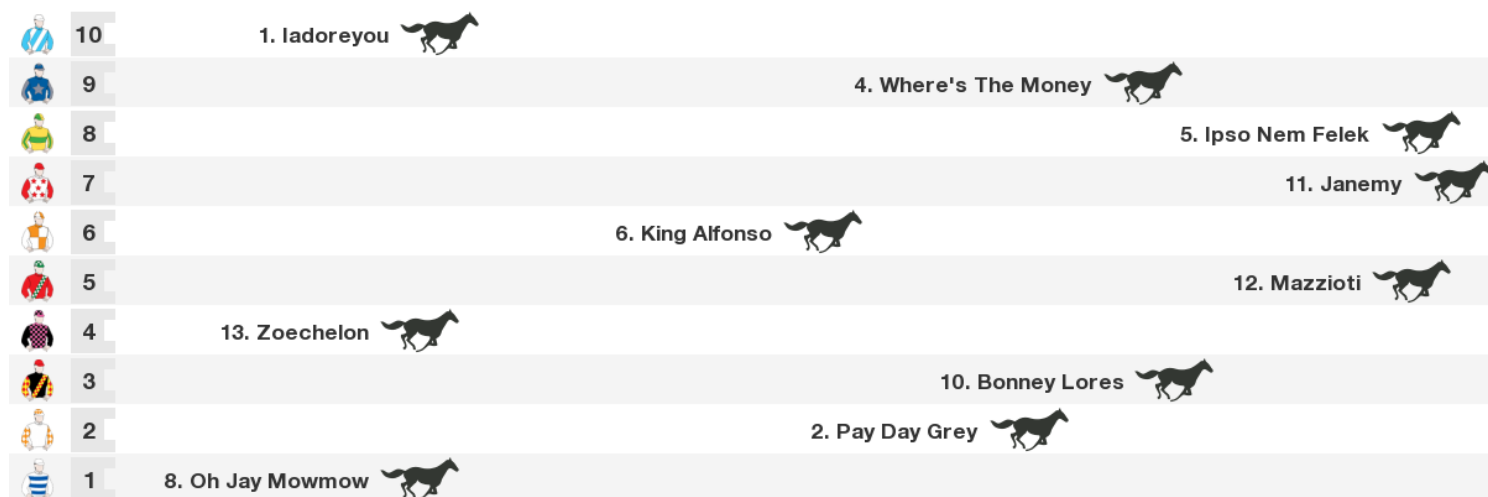 10 1. Iadoreyou
9 4. Where's The Money
8 5. Ipso Nem Felek
7 11. Janemy
6 6. King Alfonso
5 12. Mazzioti
4 13. Zoechelon
3 10. Bonney Lores
2 2. Pay Day Grey
1 8. Oh Jay Mowmow